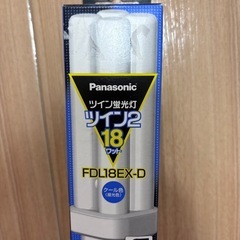 Panasonic
ツイン蛍光灯
ツイン2
18
ワット
FDL18EX-D
クール色
(昼光色)